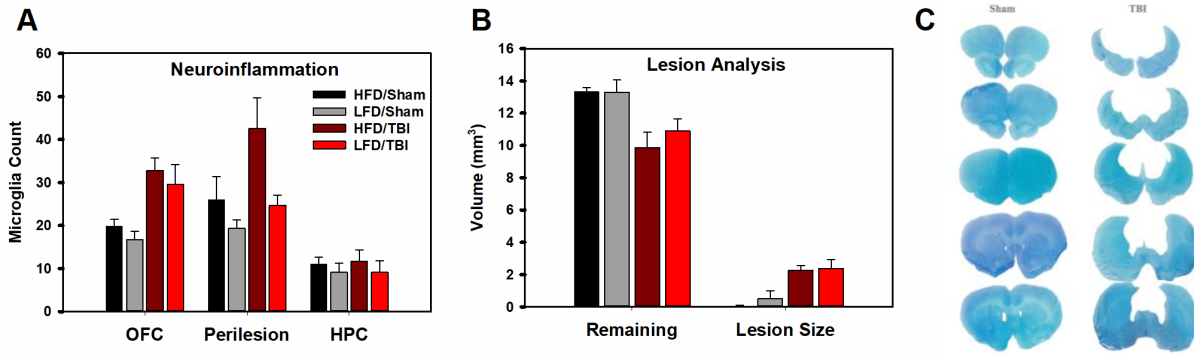 A
Neuroinflammation
Microglia Count
60
50
40
30
20
10
0
HFD/Sham
LFD/Sham
HFD/TBI
LFD/TBI
OFC Perilesion HPC
B
Lesion Analysis
Volume (mm³)
16
14
12
10
8
6
4
2
0
Remaining Lesion Size
C
Sham TBI